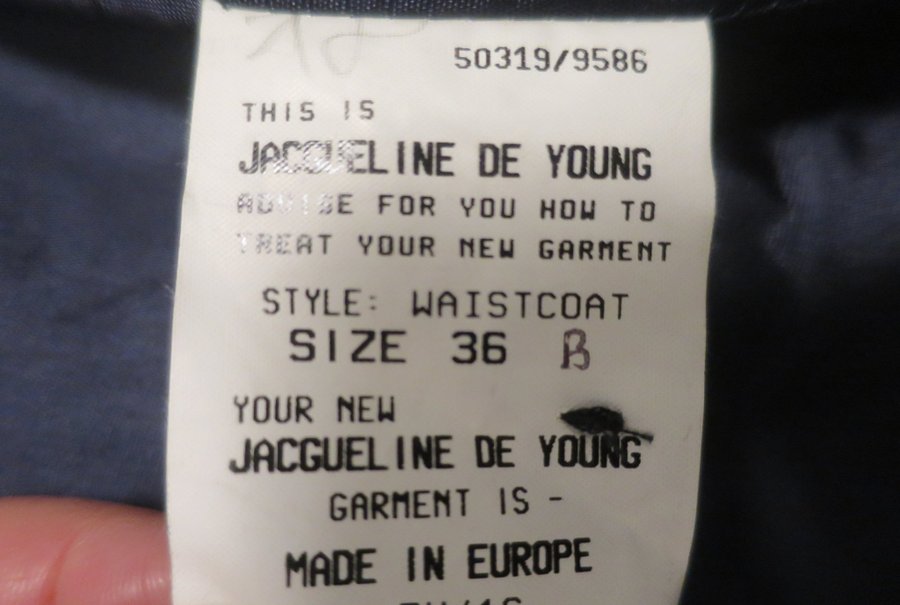 50319/9586
THIS IS
JACQUELINE DE YOUNG
ADVISE FOR YOU HOW TO
TREAT YOUR NEW GARMENT
STYLE: WAISTCOAT
SIZE 36 B
YOUR NEW
JACGUELINE DE YOUNG
GARMENT IS -
MADE IN EUROPE